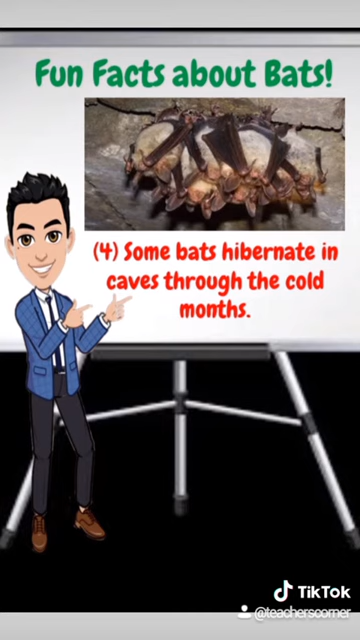 Fun Facts about Bats!
(4) Some bats hibernate in
caves through the cold
months.
TikTok
@teacherscorner